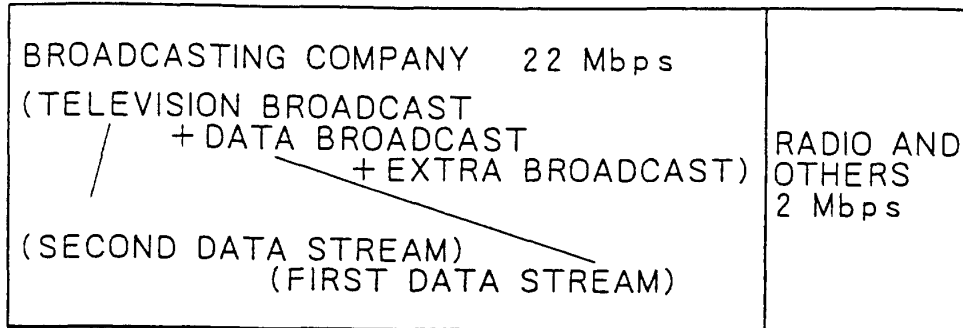 BROADCASTING COMPANY 22 Mbps
(TELEVISION BROADCAST
+ DATA BROADCAST
+ EXTRA BROADCAST)
(SECOND DATA STREAM)
(FIRST DATA STREAM)
RADIO AND
OTHERS
2 Mbps